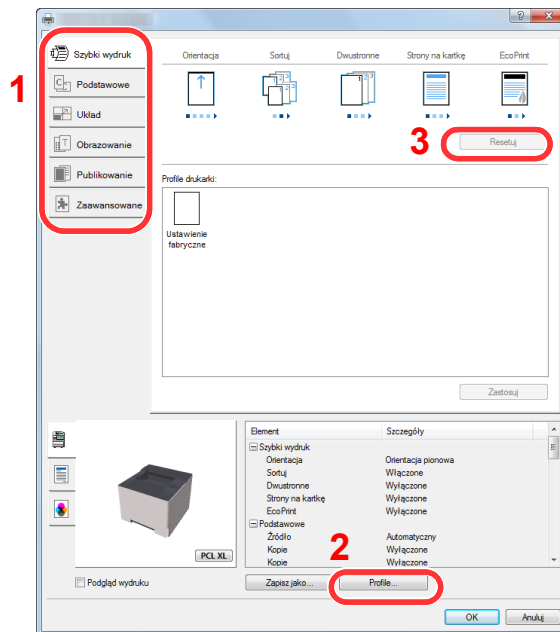 1
Szybki wydruk
Podstawowe
Układ
Obrazowanie
Publikowanie
Zaawansowane
Orientacja Sortuj Dwustronne Strony na kartkę EcoPrint
3
Resetuj
Profile drukarki:
Ustawienie
fabryczne
Zastosuj
PCL XL
Podgląd wydruku
Element Szczegóły
Szybki wydruk
Orientacja Orientacja pionowa
Sortuj Włączone
Dwustronne Wyłączone
Strony na kartkę Wyłączone
EcoPrint Wyłączone
Podstawowe
Źródło Automatyczny
Kopie Wyłączone
Kopie Wyłączone
2
Zapisz jako... Profile...
OK Anuluj